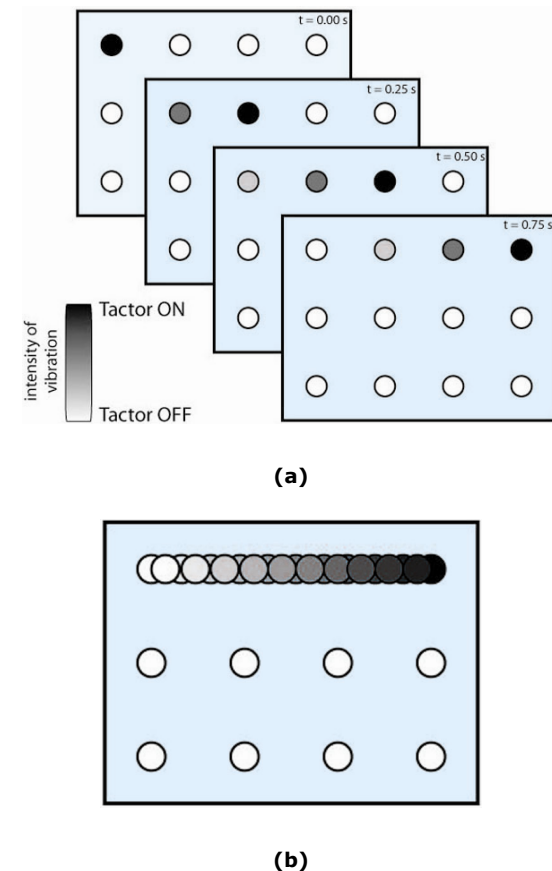 t = 0.00 s
t = 0.25 s
t = 0.50 s
t = 0.75 s
intensity of
vibration
Tactor ON
Tactor OFF
(a)
(b)